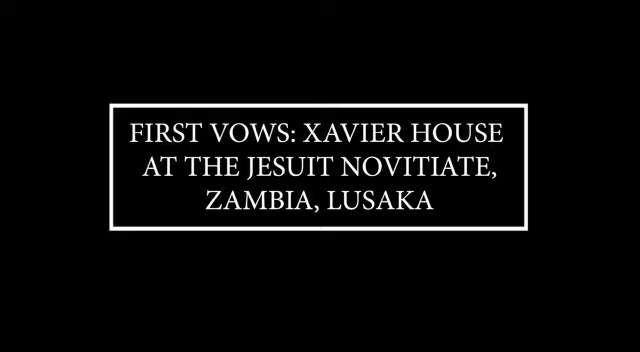 FIRST VOWS: XAVIER HOUSE
AT THE JESUIT NOVITIATE,
ZAMBIA, LUSAKA